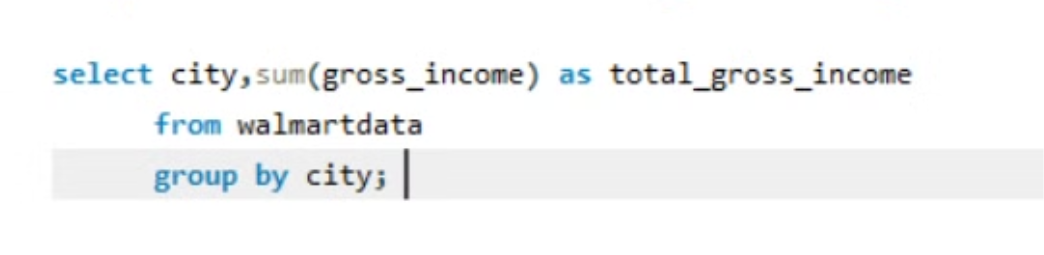 select city,sum(gross_income) as total_gross_income
from walmartdata
group by city;